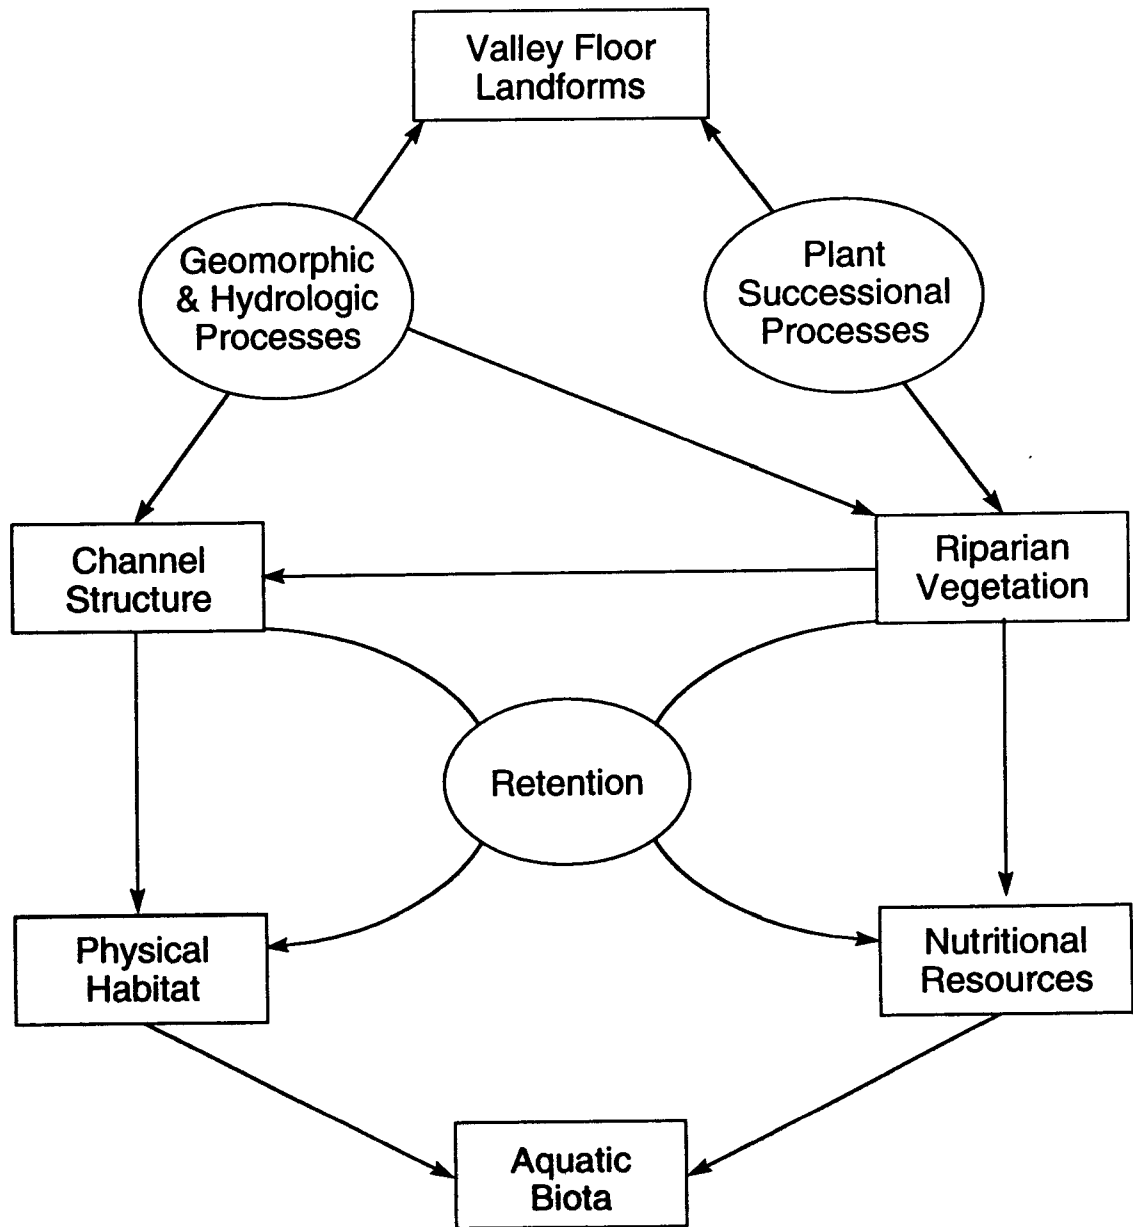 Valley Floor
Landforms
Geomorphic
& Hydrologic
Processes
Plant
Successional
Processes
Channel
Structure
Riparian
Vegetation
Retention
Physical
Habitat
Nutritional
Resources
Aquatic
Biota